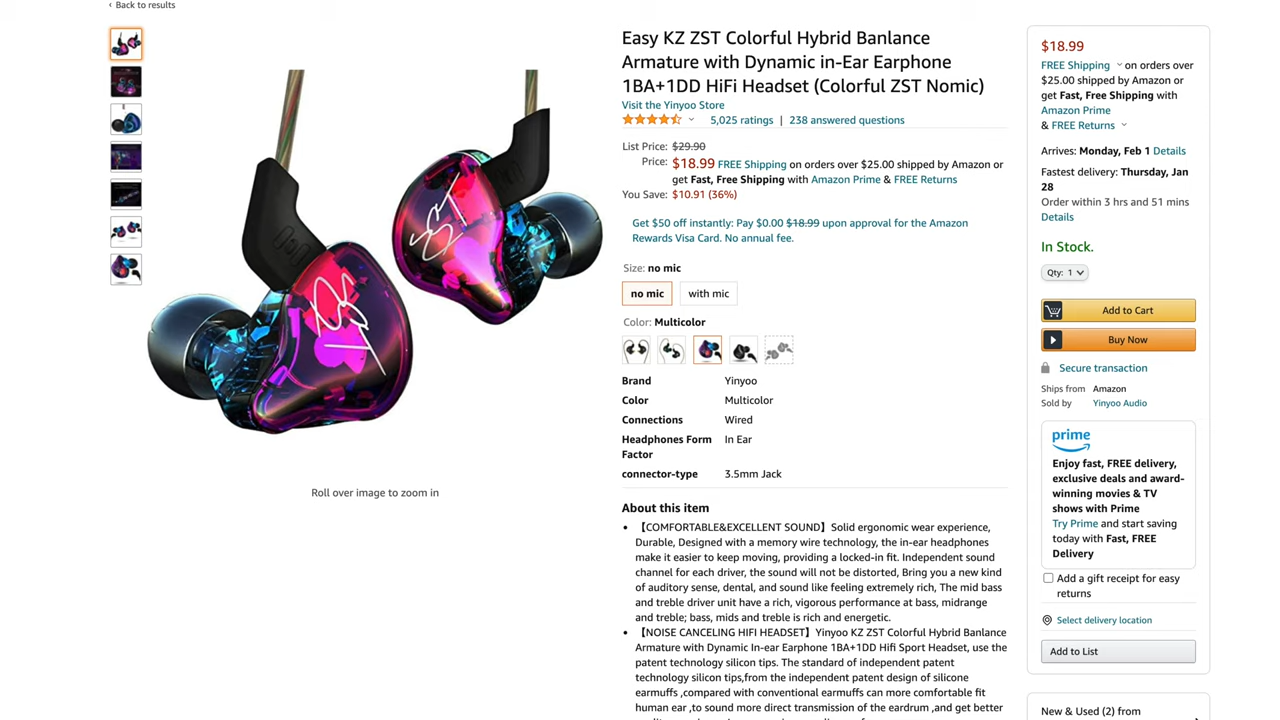 ‹ Back to results
Easy KZ ZST Colorful Hybrid Banlance
Armature with Dynamic in-Ear Earphone
1BA+1DD HiFi Headset (Colorful ZST Nomic)
Visit the Yinyoo Store
5,025 ratings | 238 answered questions
List Price: $29.90
Price: $18.99 FREE Shipping on orders over $25.00 shipped by Amazon or
get Fast, Free Shipping with Amazon Prime & FREE Returns
You Save: $10.91 (36%)
Get $50 off instantly: Pay $0.00 $18.99 upon approval for the Amazon
Rewards Visa Card. No annual fee.
Size: no mic
no mic with mic
Color: Multicolor
Brand Yinyoo
Color Multicolor
Connections Wired
Headphones Form In Ear
Factor
connector-type 3.5mm Jack
Roll over image to zoom in
About this item
• 【COMFORTABLE&EXCELLENT SOUND】Solid ergonomic wear experience,
Durable, Designed with a memory wire technology, the in-ear headphones
make it easier to keep moving, providing a locked-in fit. Independent sound
channel for each driver, the sound will not be distorted, Bring you a new kind
of auditory sense, dental, and sound like feeling extremely rich, The mid bass
and treble driver unit have a rich, vigorous performance at bass, midrange
and treble; bass, mids and treble is rich and energetic.
• 【NOISE CANCELING HIFI HEADSET】Yinyoo KZ ZST Colorful Hybrid Banlance
Armature with Dynamic In-ear Earphone 1BA+1DD Hifi Sport Headset, use the
patent technology silicon tips. The standard of independent patent
technology silicon tips,from the independent patent design of silicone
earmuffs ,compared with conventional earmuffs can more comfortable fit
human ear ,to sound more direct transmission of the eardrum ,and get better
$18.99
FREE Shipping on orders over
$25.00 shipped by Amazon or
get Fast, Free Shipping with
Amazon Prime
& FREE Returns
Arrives: Monday, Feb 1 Details
Fastest delivery: Thursday, Jan
28
Order within 3 hrs and 51 mins
Details
In Stock.
Qty: 1
Add to Cart
Buy Now
Secure transaction
Ships from Amazon
Sold by Yinyoo Audio
prime
Enjoy fast, FREE delivery,
exclusive deals and award-
winning movies & TV
shows with Prime
Try Prime and start saving
today with Fast, FREE
Delivery
Add a gift receipt for easy
returns
Select delivery location
Add to List
New & Used (2) from